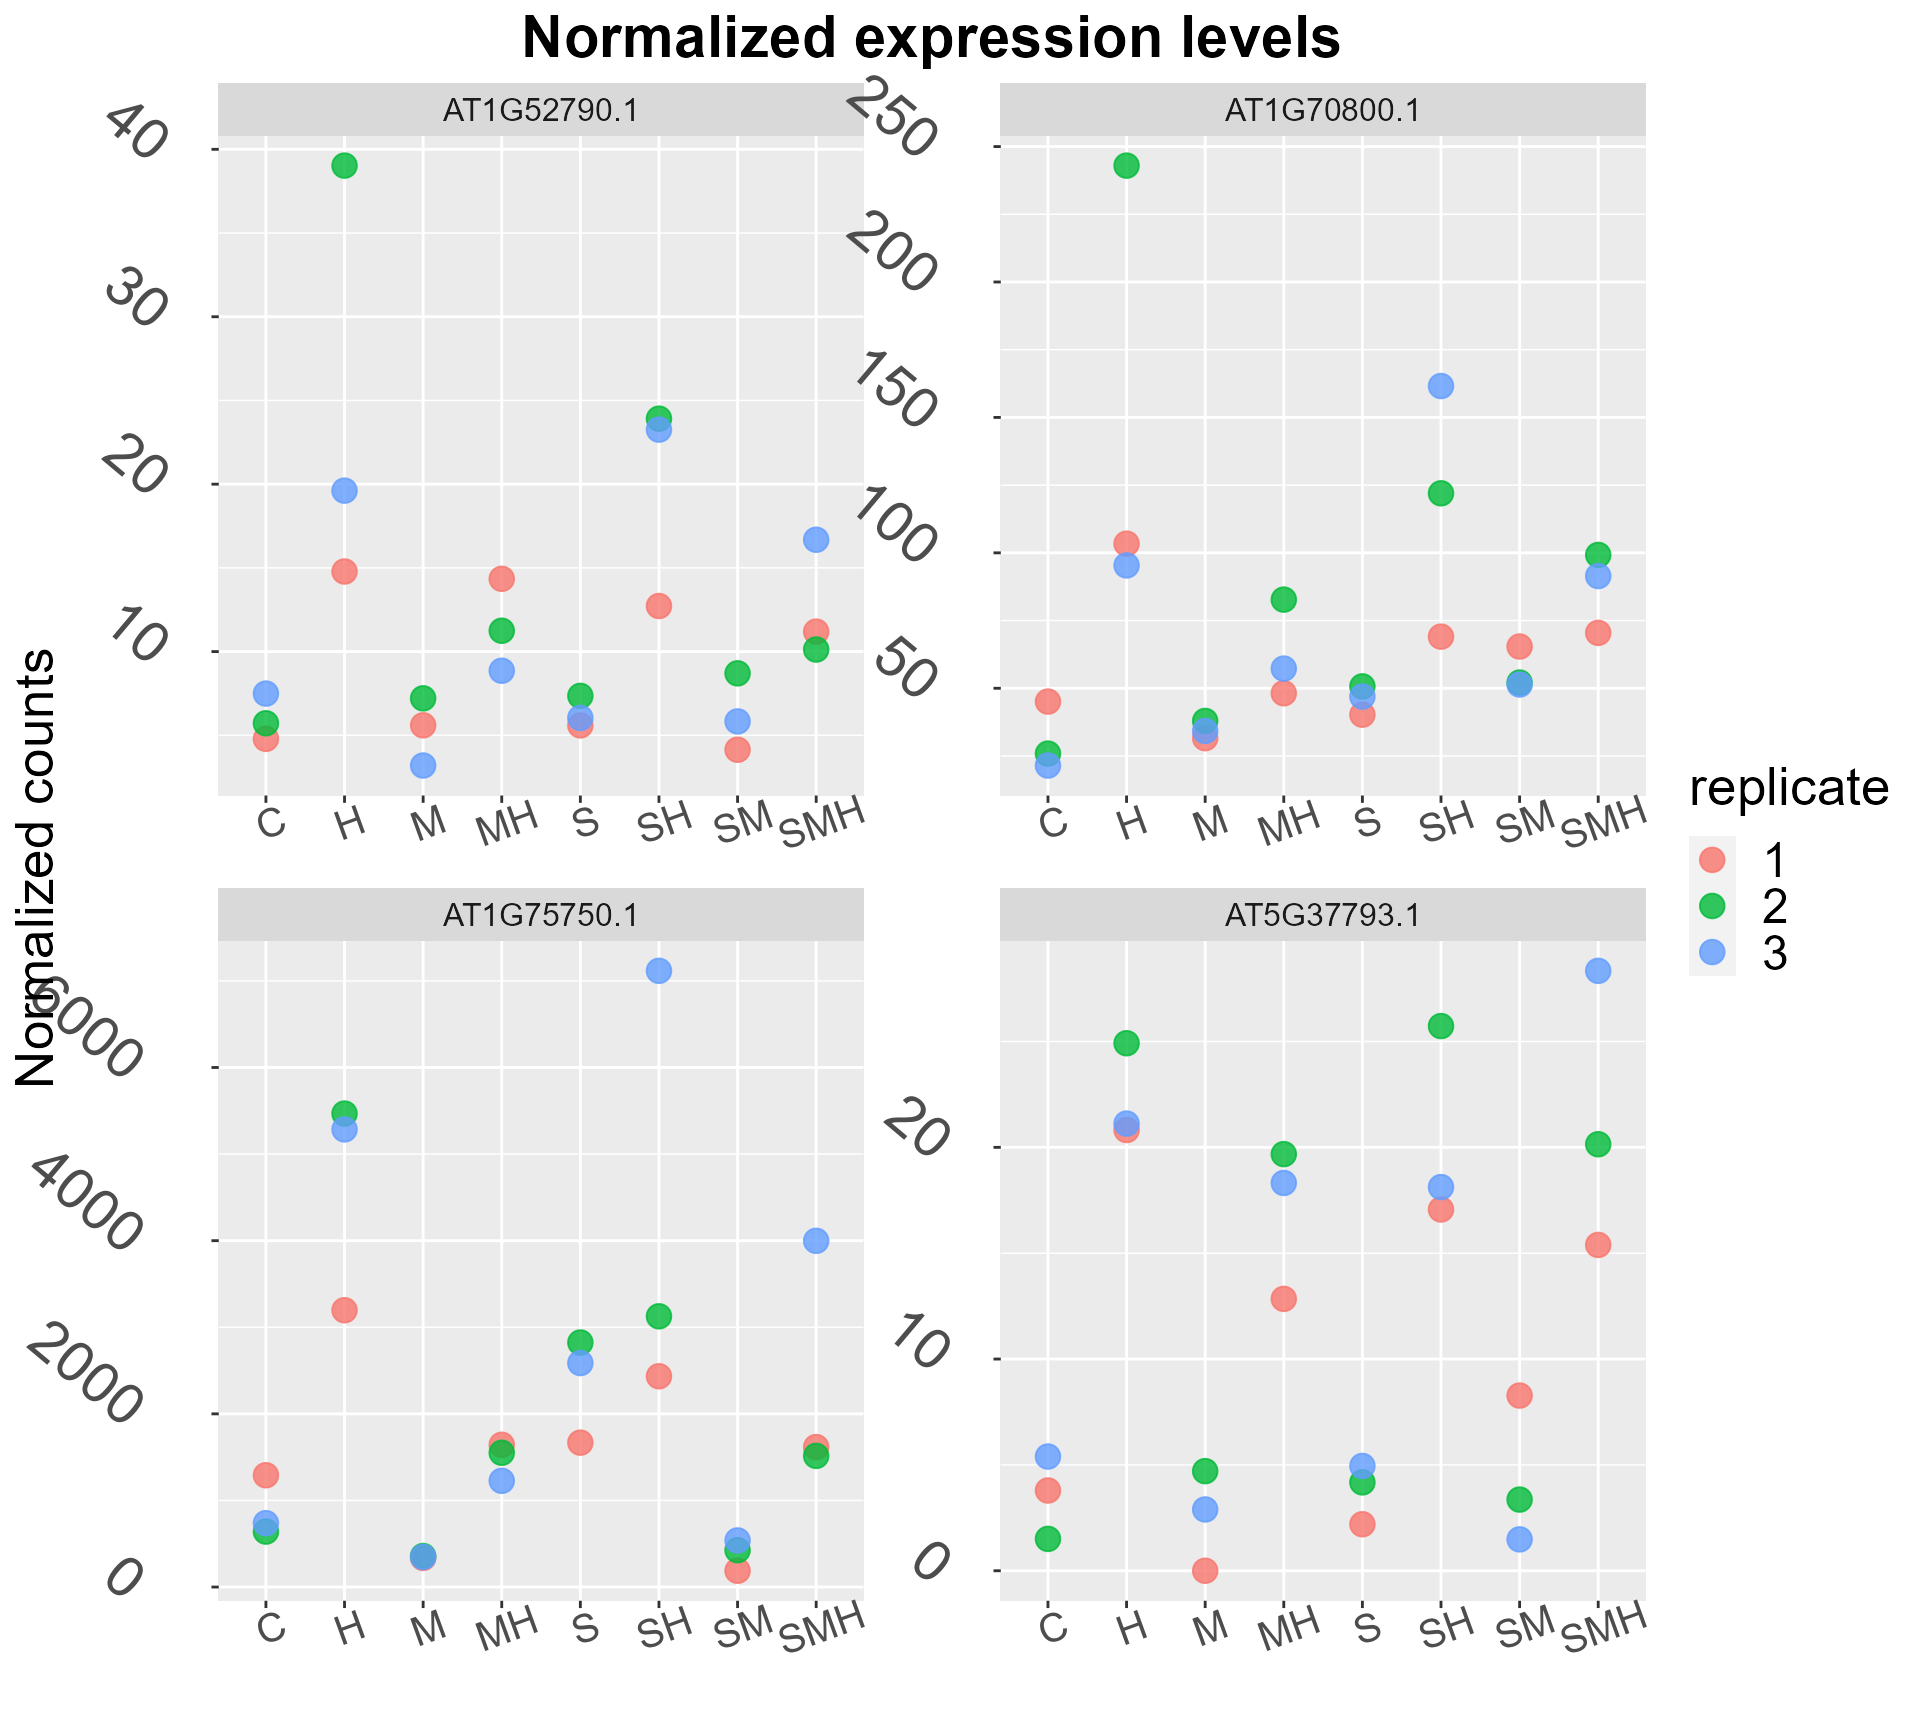 Normalized expression levels
AT1G52790.1
AT1G70800.1
40
30
20
10
250
200
150
100
50
C H M MH S SH SM SMH
C H M MH S SH SM SMH
AT1G75750.1
AT5G37793.1
6000
4000
2000
0
20
10
0
C H M MH S SH SM SMH
C H M MH S SH SM SMH
Normalized counts
replicate
1
2
3